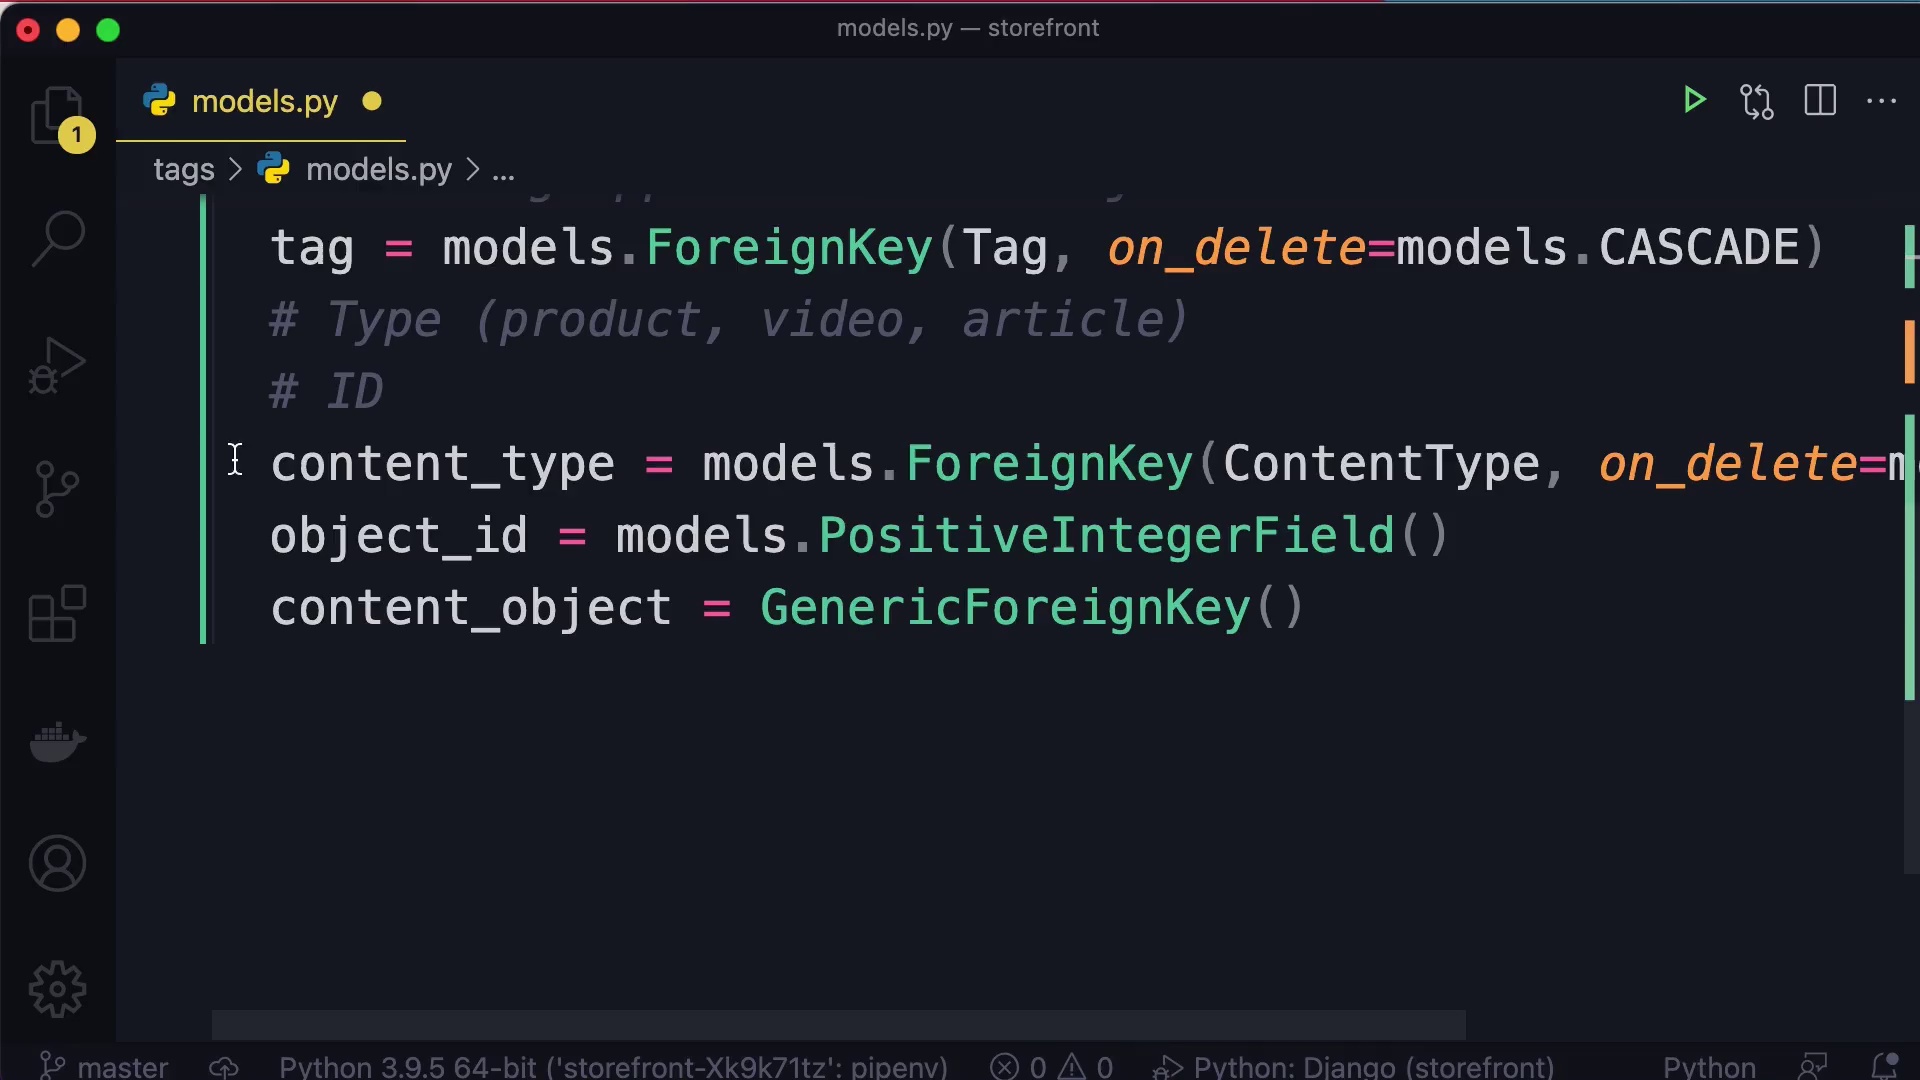 models.py — storefront
models.py
1
tags > models.py > ...
tag = models.ForeignKey(Tag, on_delete=models.CASCADE)
# Type (product, video, article)
# ID
content_type = models.ForeignKey(ContentType, on_delete=m
object_id = models.PositiveIntegerField()
content_object = GenericForeignKey()
master Python 3.9.5 64-bit ('storefront-Xk9k71tz': pipenv) 0 0 Python: Django (storefront) Python